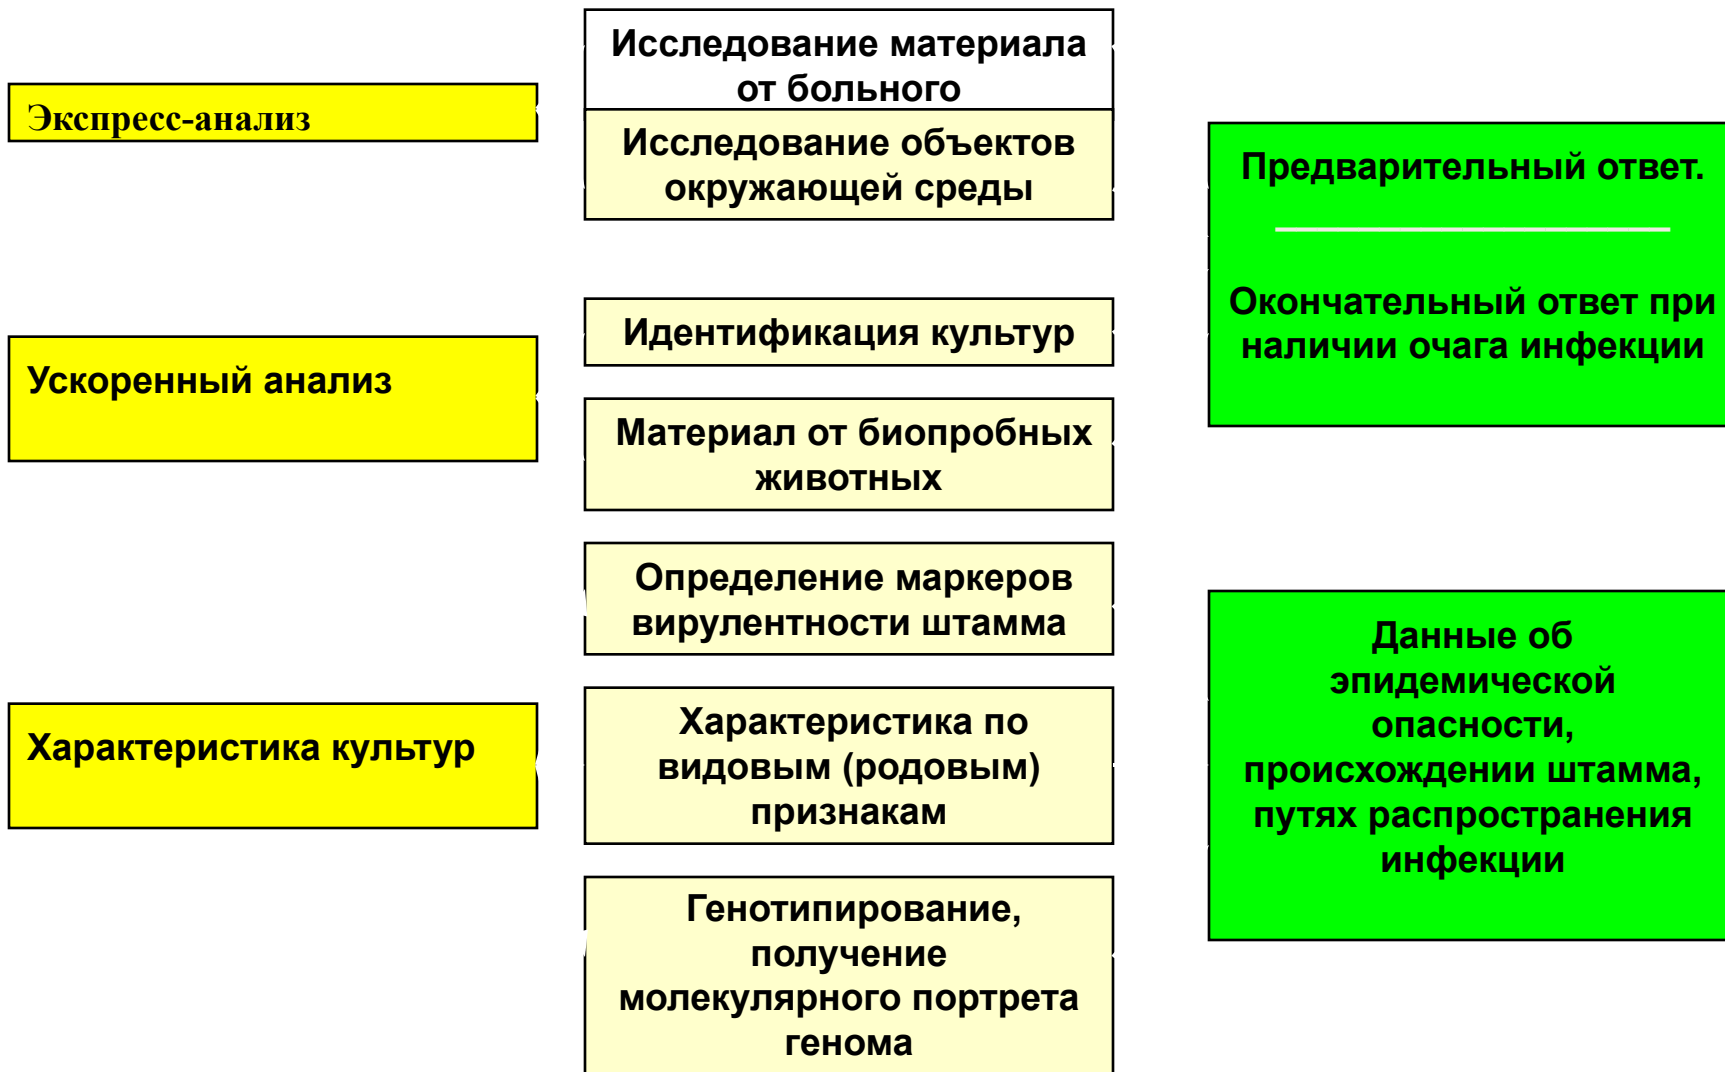 Экспресс-анализ
Ускоренный анализ
Характеристика культур
Исследование материала
от больного
Исследование объектов
окружающей среды
Идентификация культур
Материал от биопробных
животных
Определение маркеров
вирулентности штамма
Характеристика по
видовым (родовым)
признакам
Генотипирование,
получение
молекулярного портрета
генома
Предварительный ответ.
Окончательный ответ при
наличии очага инфекции
Данные об
эпидемической
опасности,
происхождении штамма,
путях распространения
инфекции